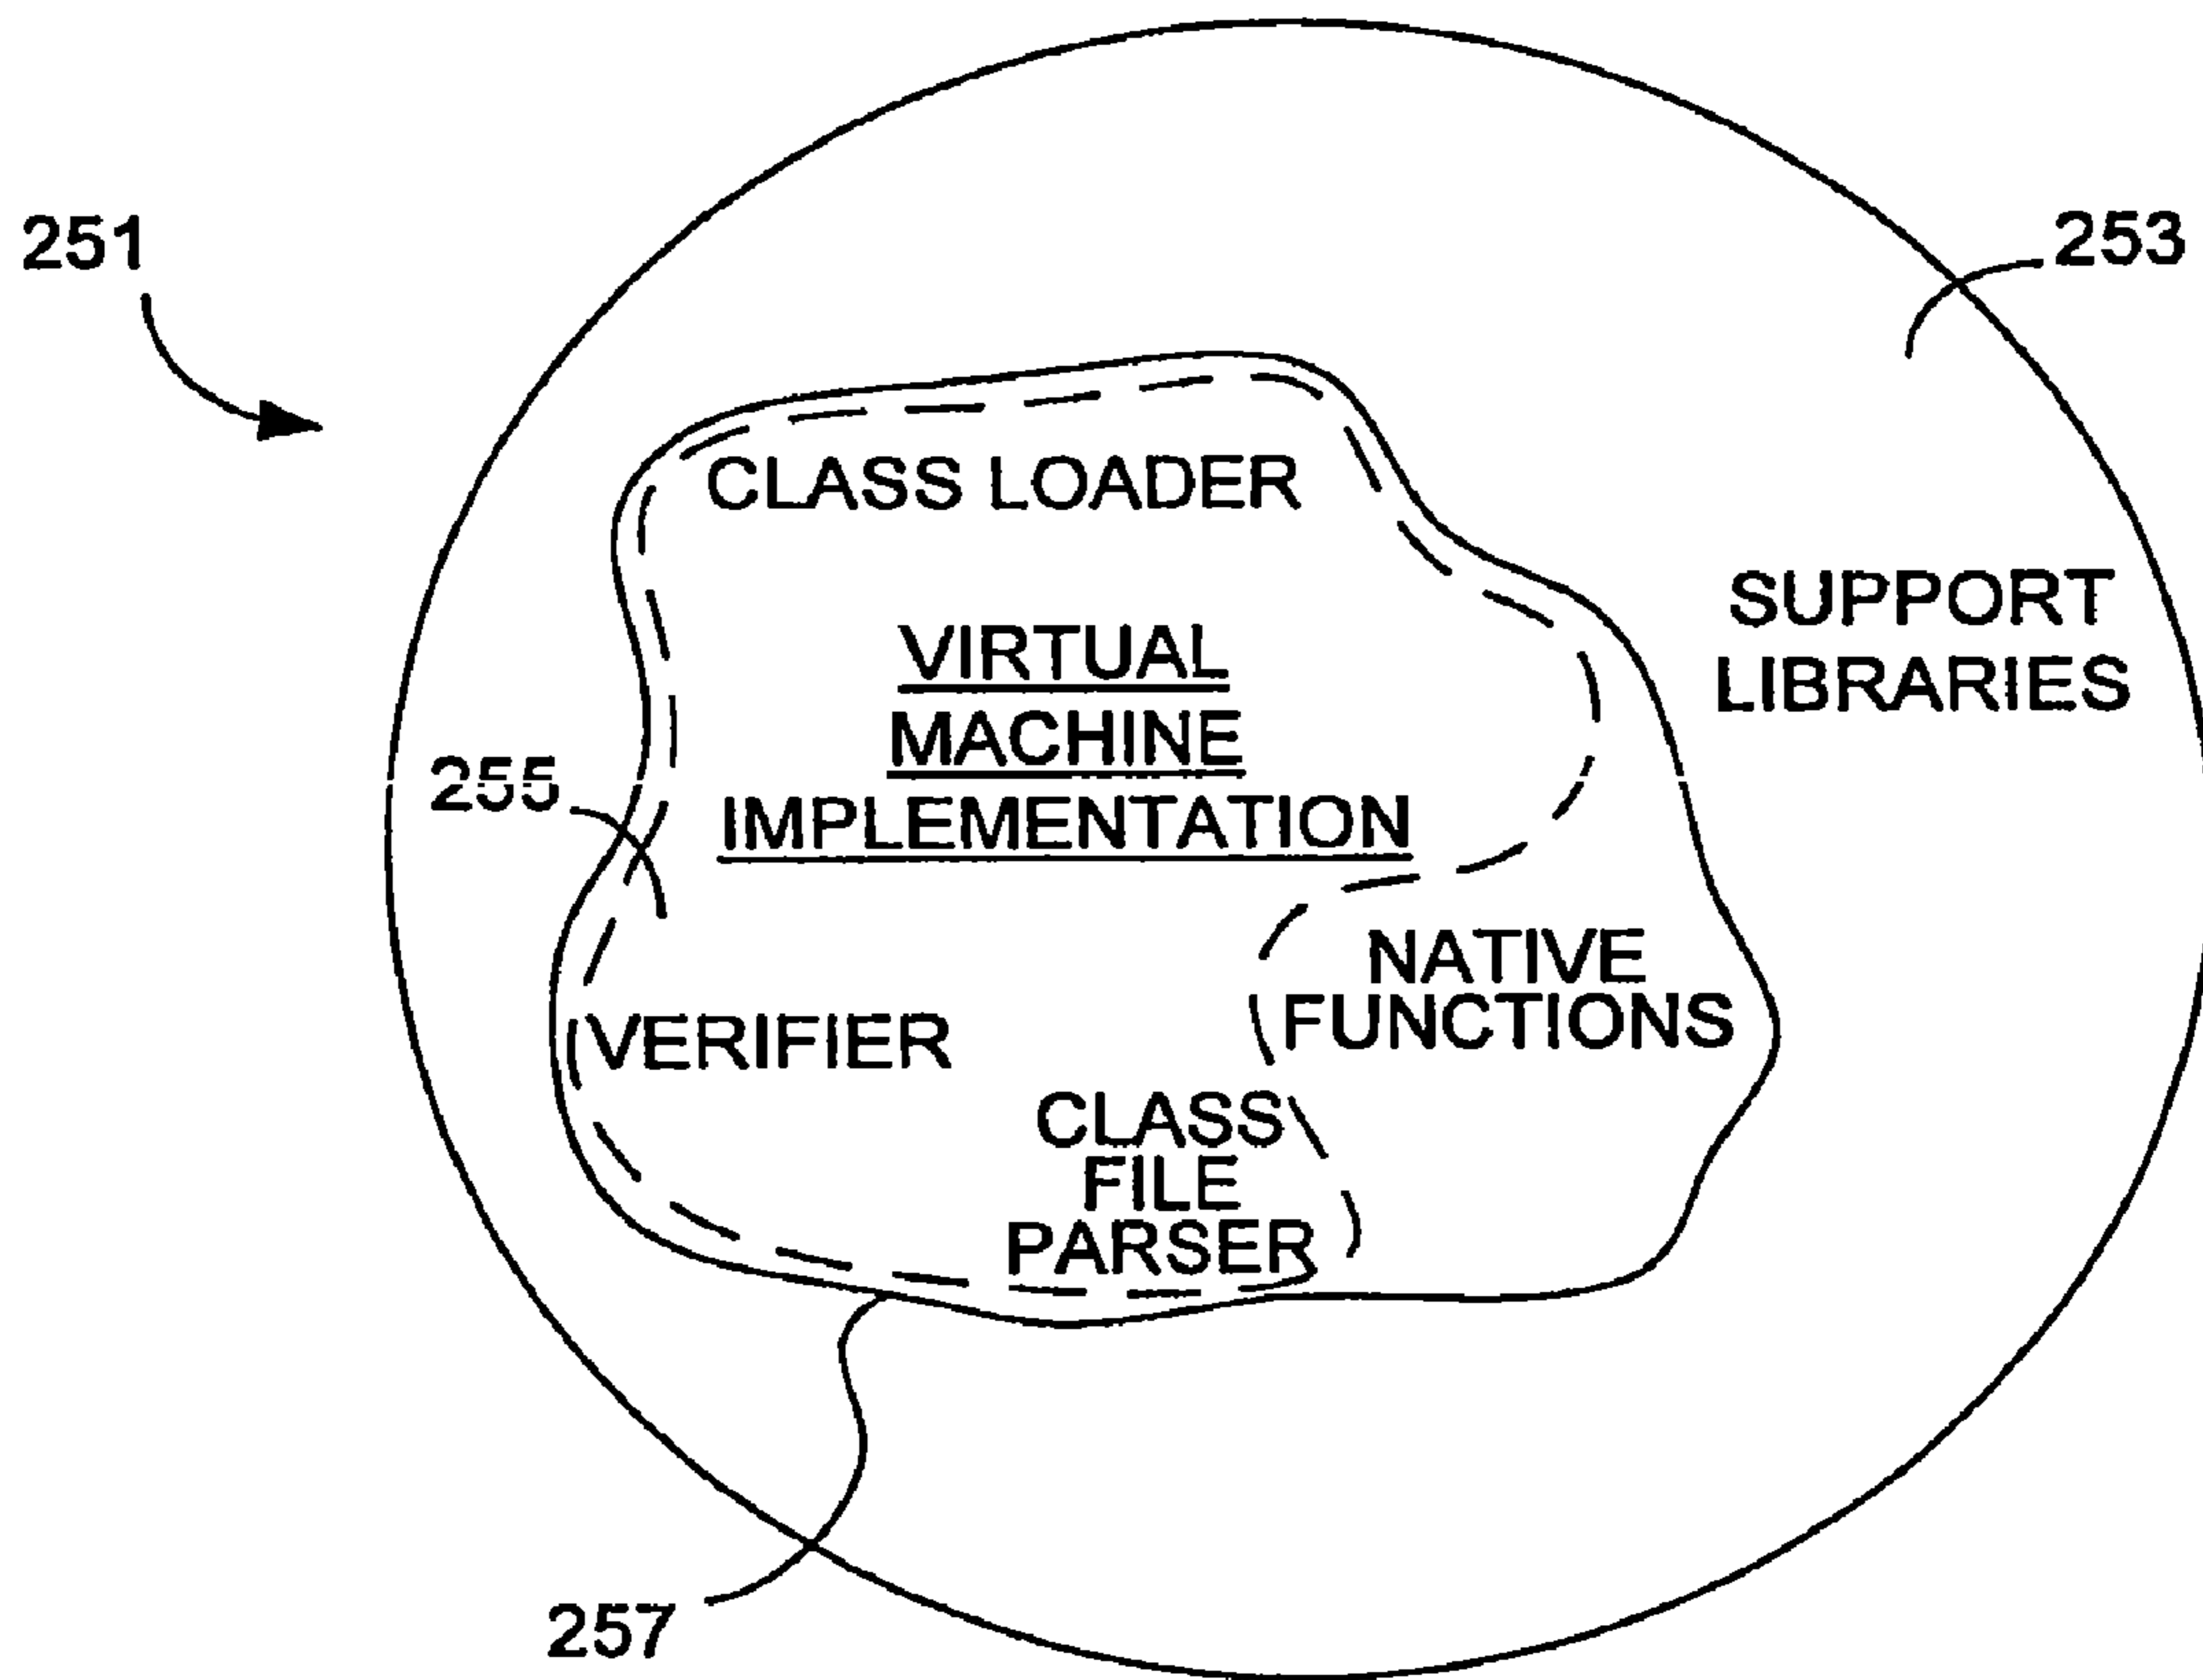 251
253
CLASS LOADER
SUPPORT
LIBRARIES
VIRTUAL
MACHINE
IMPLEMENTATION
255
NATIVE
FUNCTIONS
VERIFIER
CLASS
FILE
PARSER
257